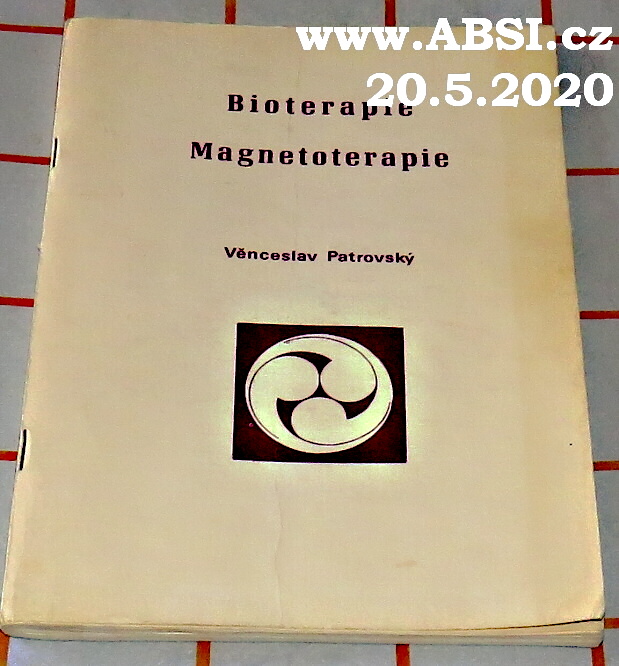 www.ABSI.cz
20.5.2020
Bioterapie
Magnetoterapie
Věnceslav Patrovský